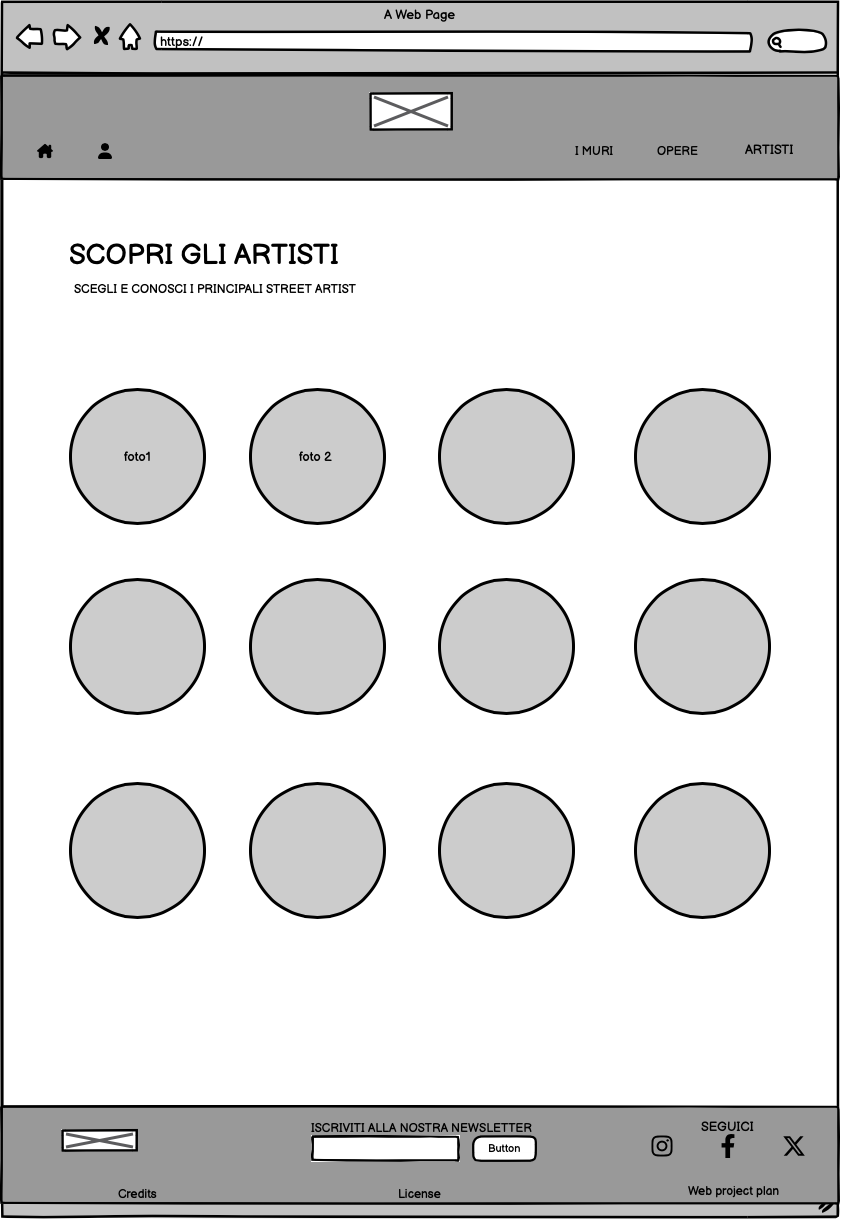 A Web Page
https://
I MURI
OPERE
ARTISTI
SCOPRI GLI ARTISTI
SCEGLI E CONOSCI I PRINCIPALI STREET ARTIST
foto1
foto 2
ISCRIVITI ALLA NOSTRA NEWSLETTER
Button
SEGUICI
Credits
License
Web project plan